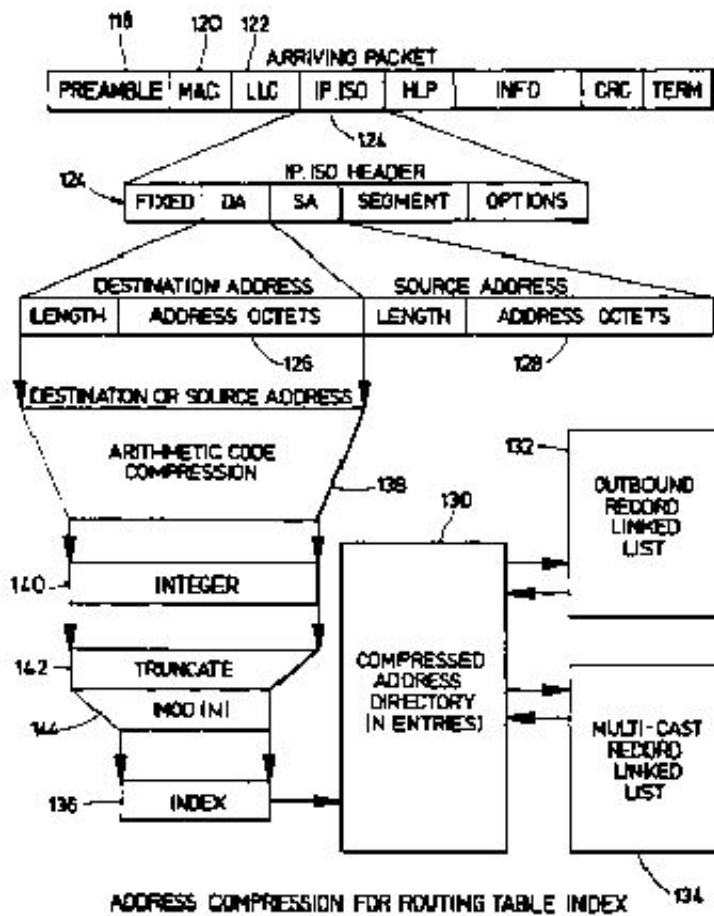 118 120 122
ARRIVING PACKET
PREAMBLE MAC LLC IP.ISO HLP INFO CRC TERM
124
IP.ISO HEADER
124 FIXED DA SA SEGMENT OPTIONS
DESTINATION ADDRESS SOURCE ADDRESS
LENGTH ADDRESS OCTETS LENGTH ADDRESS OCTETS
126 128
DESTINATION OR SOURCE ADDRESS
ARITHMETIC CODE
COMPRESSION
138
140 INTEGER
142 TRUNCATE
144 MOD (N)
136 INDEX
130
COMPRESSED
ADDRESS
DIRECTORY
(N ENTRIES)
132
OUTBOUND
RECORD
LINKED
LIST
MULTI-CAST
RECORD
LINKED
LIST
134
ADDRESS COMPRESSION FOR ROUTING TABLE INDEX